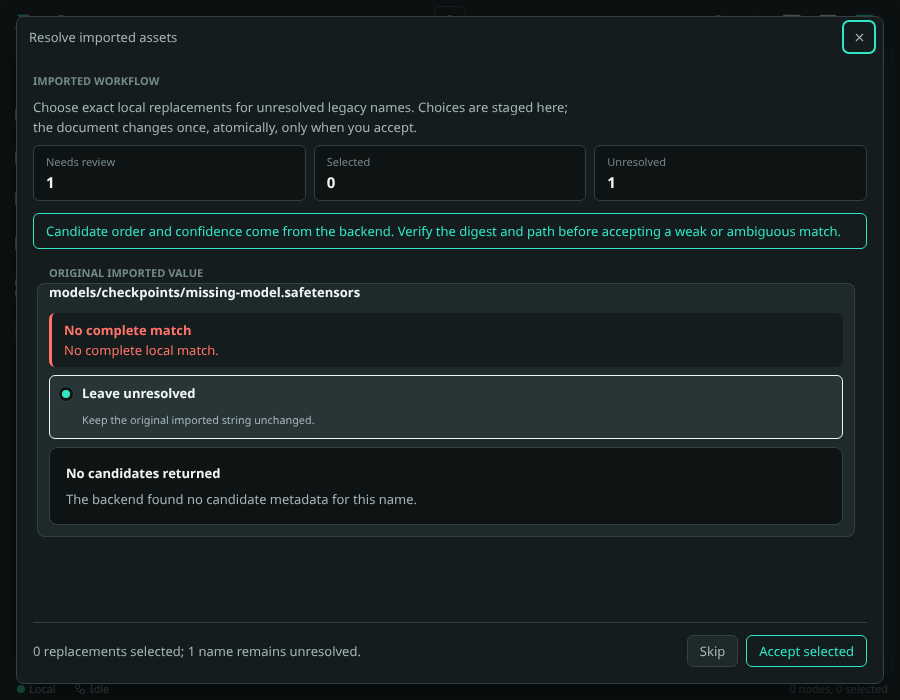 Resolve imported assets
×
IMPORTED WORKFLOW
Choose exact local replacements for unresolved legacy names. Choices are staged here;
the document changes once, atomically, only when you accept.
Needs review
1
Selected
0
Unresolved
1
Candidate order and confidence come from the backend. Verify the digest and path before accepting a weak or ambiguous match.
ORIGINAL IMPORTED VALUE
models/checkpoints/missing-model.safetensors
No complete match
No complete local match.
Leave unresolved
Keep the original imported string unchanged.
No candidates returned
The backend found no candidate metadata for this name.
0 replacements selected; 1 name remains unresolved.
Skip
Accept selected
Local
Idle
0 nodes, 0 selected